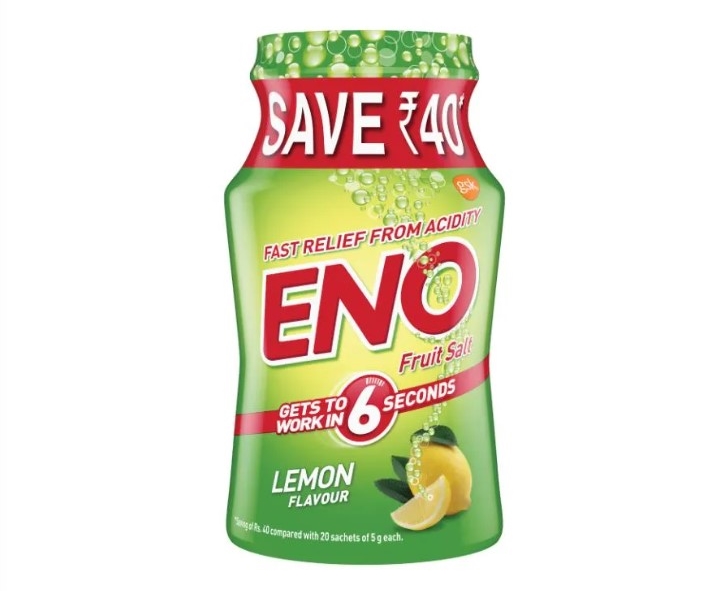 SAVE ₹40*
gsk
FAST RELIEF FROM ACIDITY
ENO
Fruit Salt
GETS TO
WORK IN
6
SECONDS
LEMON
FLAVOUR
*Saving of Rs. 40 compared with 20 sachets of 5 g each.